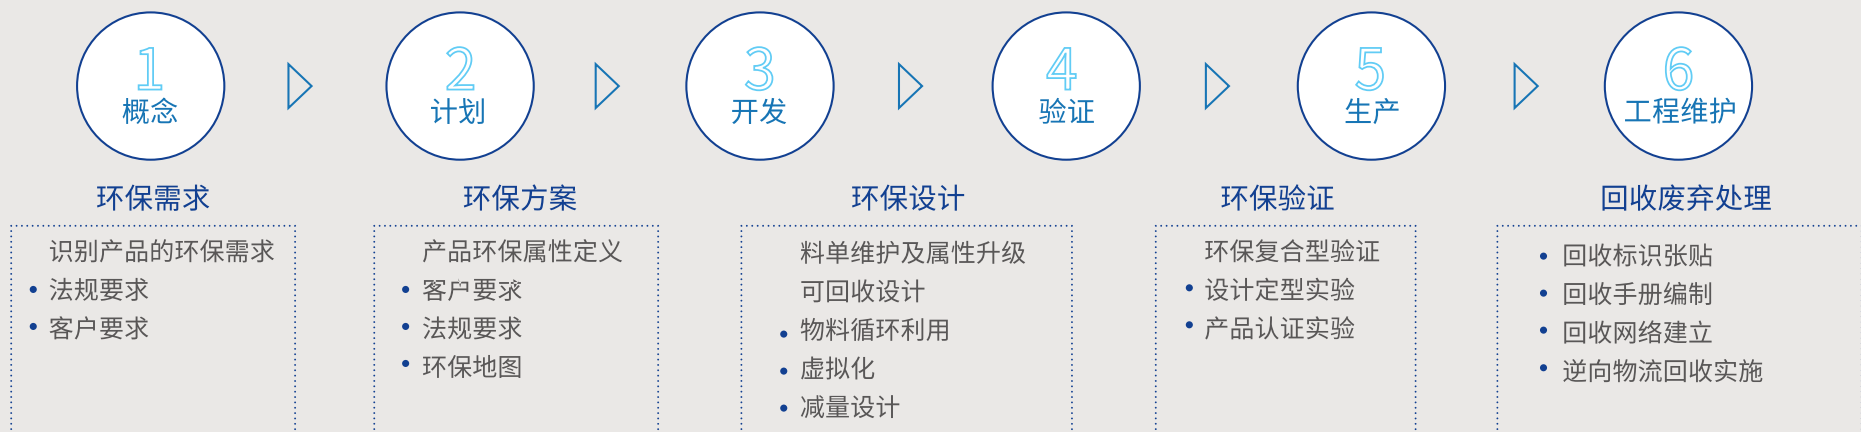 1
概念
2
计划
3
开发
4
验证
5
生产
6
工程维护
环保需求
识别产品的环保需求
• 法规要求
• 客户要求
环保方案
产品环保属性定义
• 客户要求
• 法规要求
• 环保地图
环保设计
料单维护及属性升级
可回收设计
• 物料循环利用
• 虚拟化
• 减量设计
环保验证
环保复合型验证
• 设计定型实验
• 产品认证实验
回收废弃处理
• 回收标识张贴
• 回收手册编制
• 回收网络建立
• 逆向物流回收实施